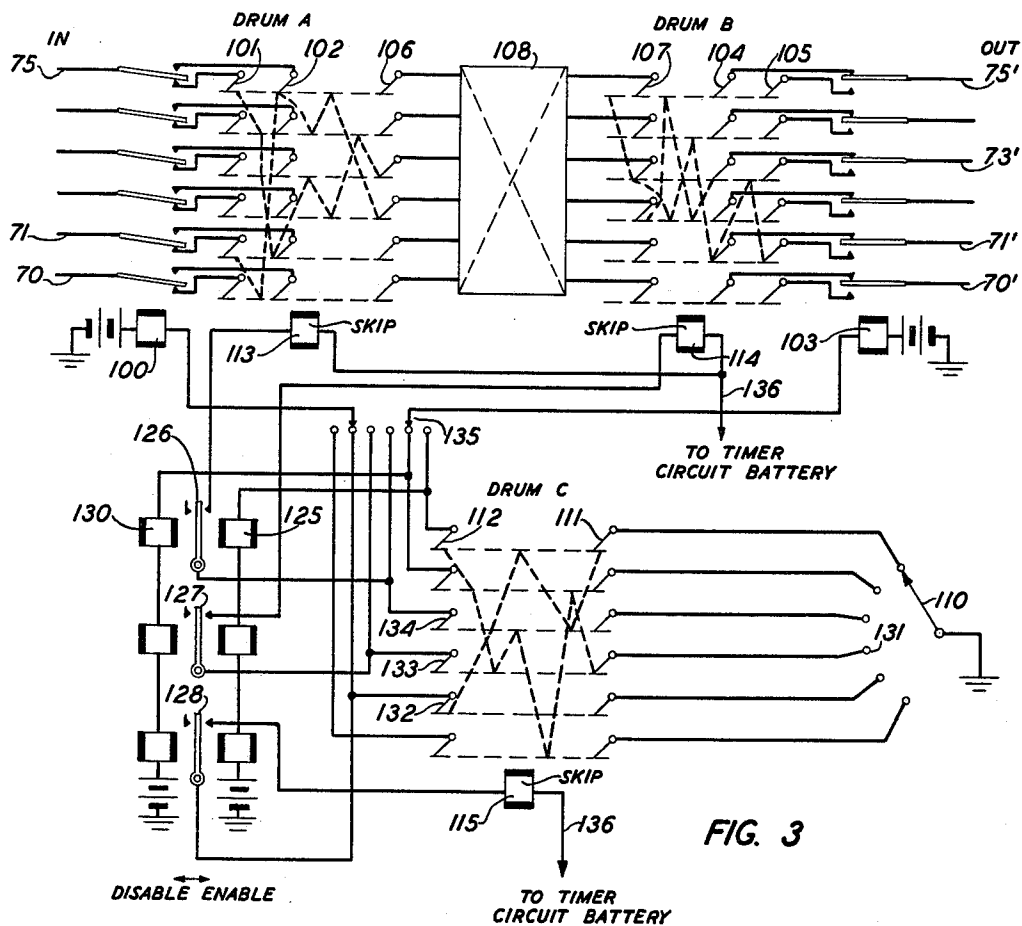 DRUM A
DRUM B
IN
OUT
75
101
102
106
108
107
104
105
75'
73'
71
71'
70
70'
100
113
SKIP
SKIP
114
103
136
TO TIMER
CIRCUIT BATTERY
126
135
DRUM C
130
125
112
111
110
127
134
133
131
128
132
SKIP
115
136
FIG. 3
DISABLE ENABLE
TO TIMER
CIRCUIT BATTERY